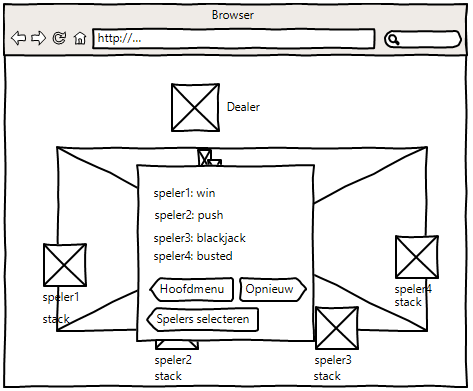 Browser
http://...
Dealer
speler1: win
speler2: push
speler3: blackjack
speler4: busted
Hoofdmenu
Opnieuw
Spelers selecteren
speler1
stack
speler4
stack
speler2
stack
speler3
stack